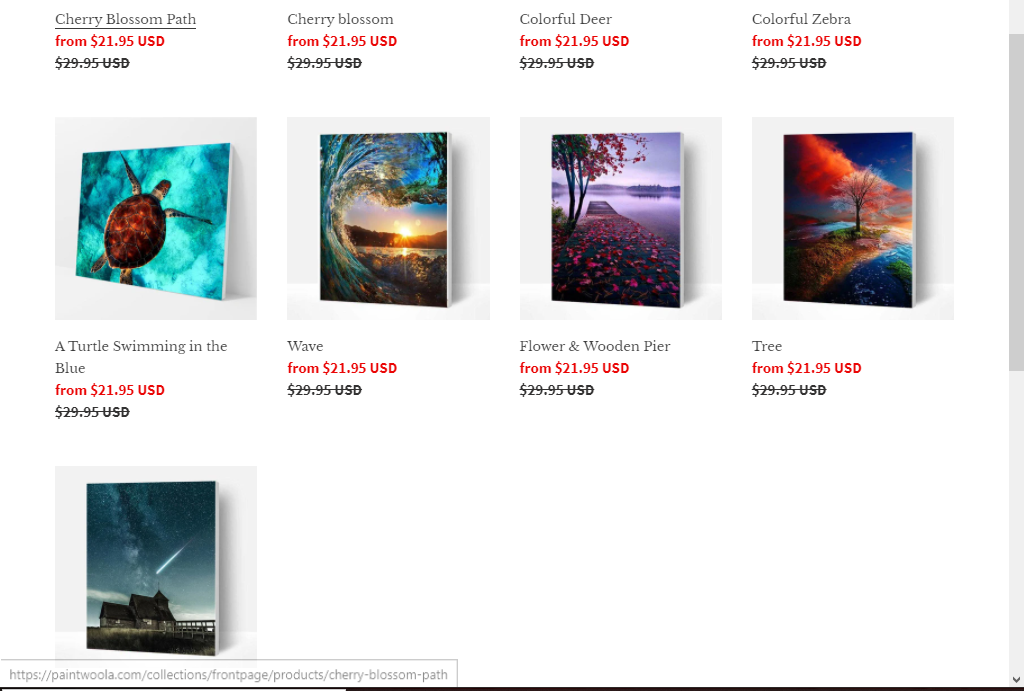 Cherry Blossom Path
from $21.95 USD
$29.95 USD
Cherry blossom
from $21.95 USD
$29.95 USD
Colorful Deer
from $21.95 USD
$29.95 USD
Colorful Zebra
from $21.95 USD
$29.95 USD
A Turtle Swimming in the
Blue
from $21.95 USD
$29.95 USD
Wave
from $21.95 USD
$29.95 USD
Flower & Wooden Pier
from $21.95 USD
$29.95 USD
Tree
from $21.95 USD
$29.95 USD
https://paintwoola.com/collections/frontpage/products/cherry-blossom-path